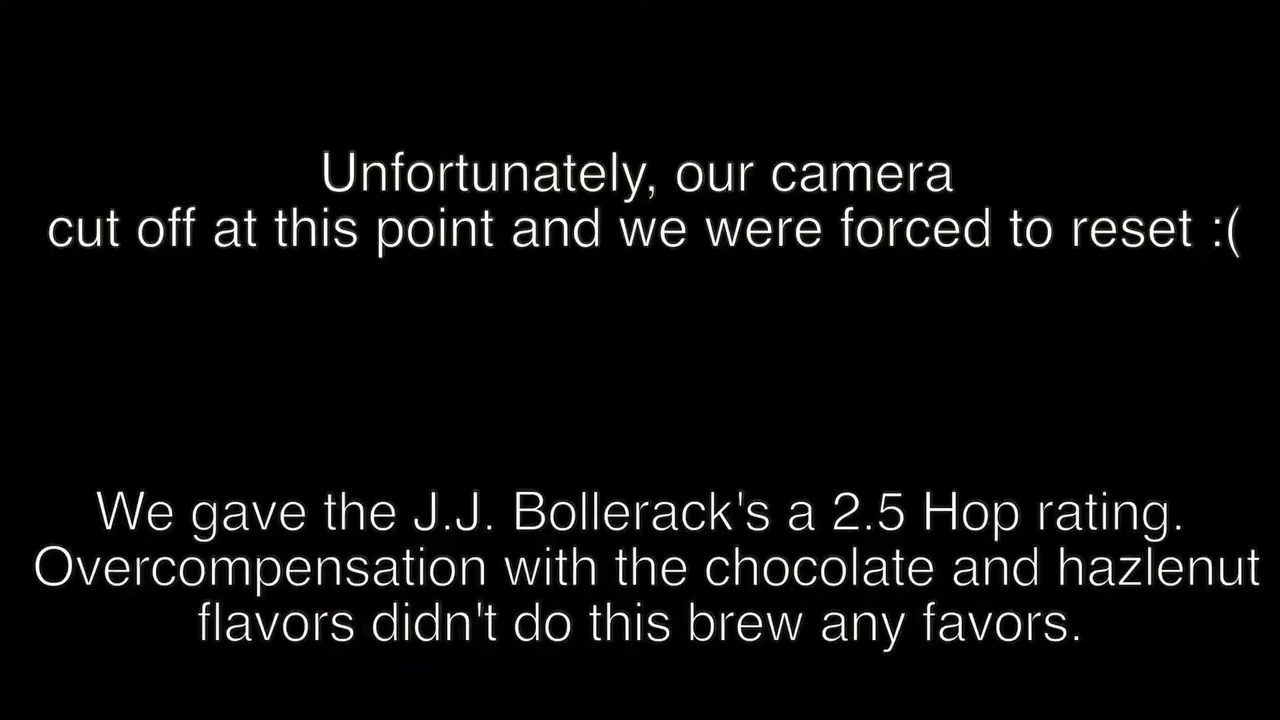 Unfortunately, our camera
cut off at this point and we were forced to reset :(
We gave the J.J. Bollerack's a 2.5 Hop rating.
Overcompensation with the chocolate and hazlenut
flavors didn't do this brew any favors.